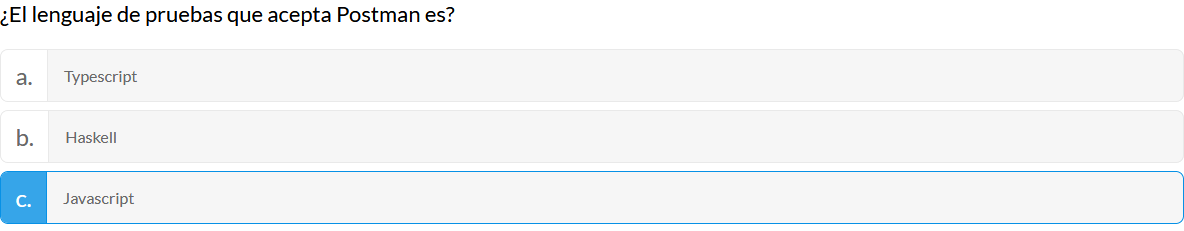 ¿El lenguaje de pruebas que acepta Postman es?
a. Typescript
b. Haskell
c. Javascript